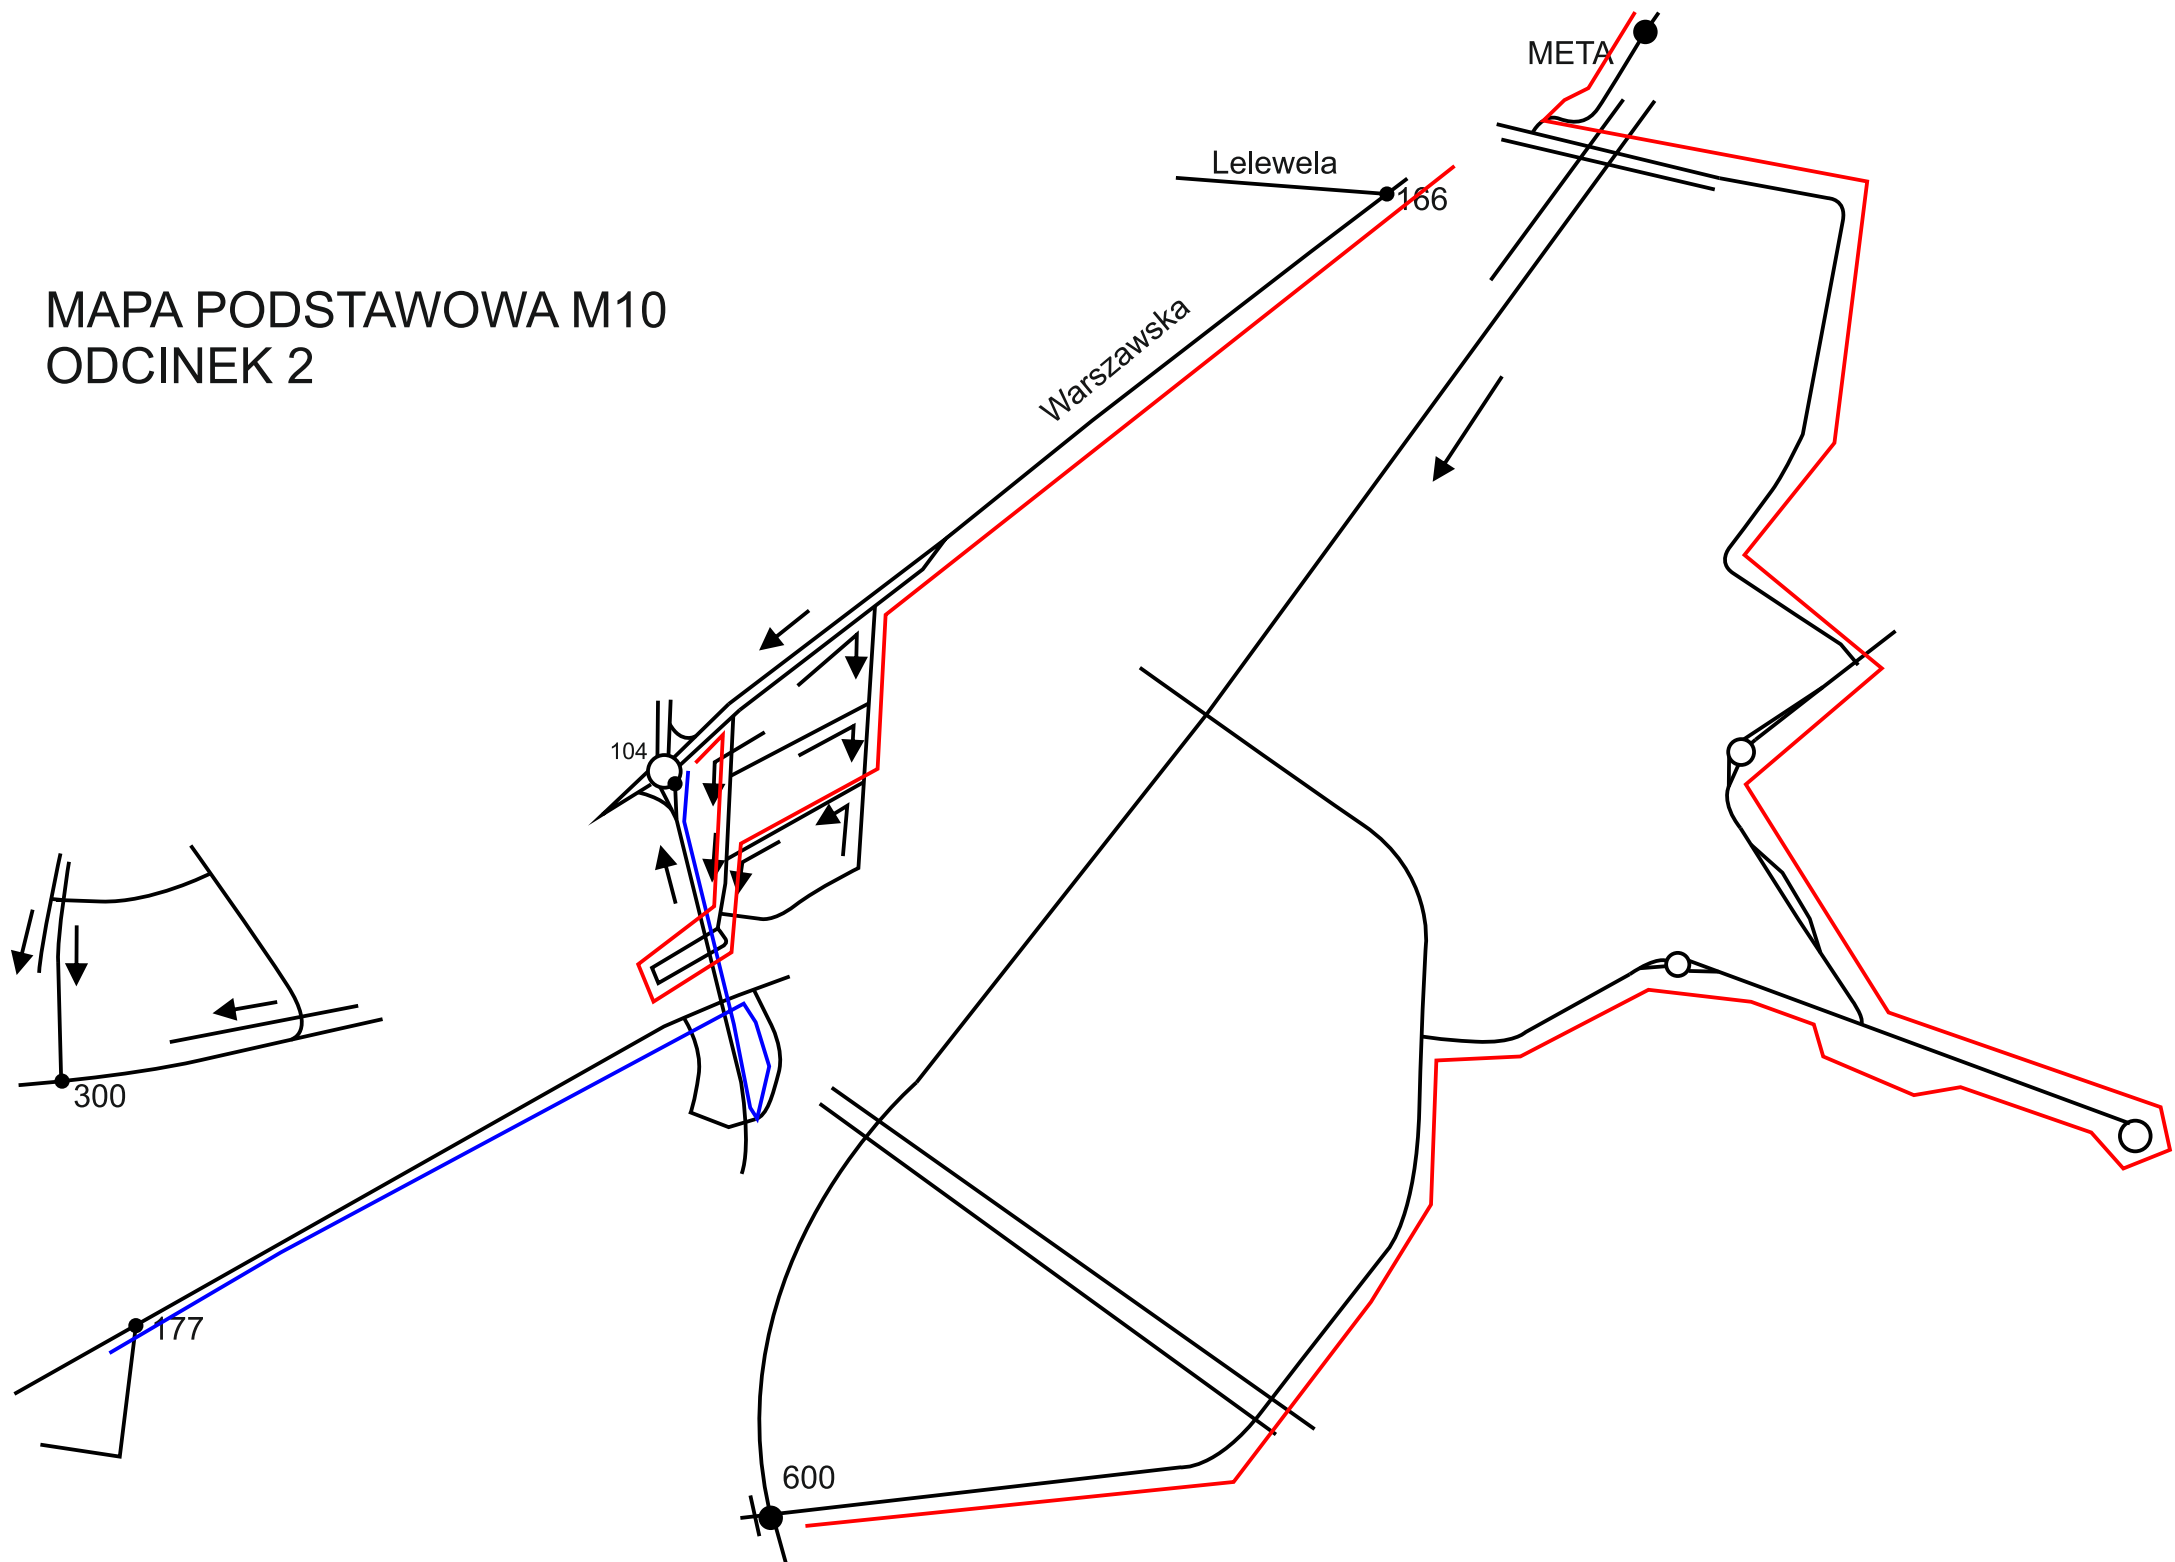 META
Lelewela
166
MAPA PODSTAWOWA M10
ODCINEK 2
Warszawska
104
300
177
600